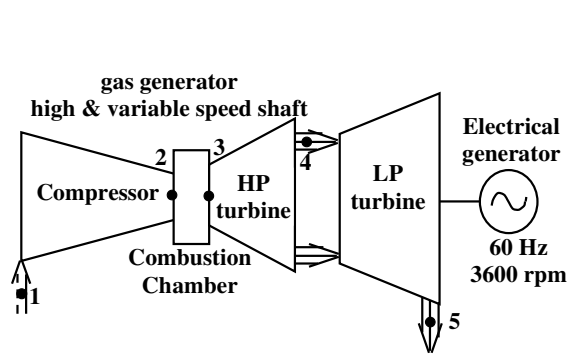 gas generator
high & variable speed shaft
2
3
Compressor
HP
turbine
4
LP
turbine
Electrical
generator
60 Hz
3600 rpm
Combustion
Chamber
1
5